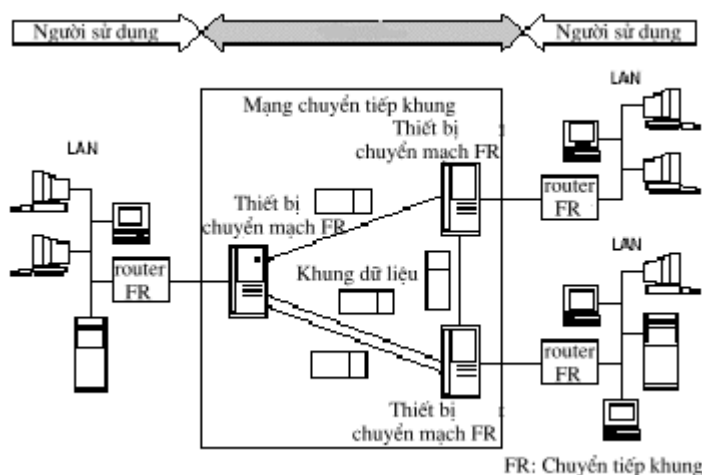 Người sử dụng
Người sử dụng
Mạng chuyển tiếp khung
LAN
Thiết bị
chuyển mạch FR
LAN
router
FR
Thiết bị
chuyển mạch FR
LAN
router
FR
Khung dữ liệu
router
FR
Thiết bị
chuyển mạch FR
FR: Chuyển tiếp khung